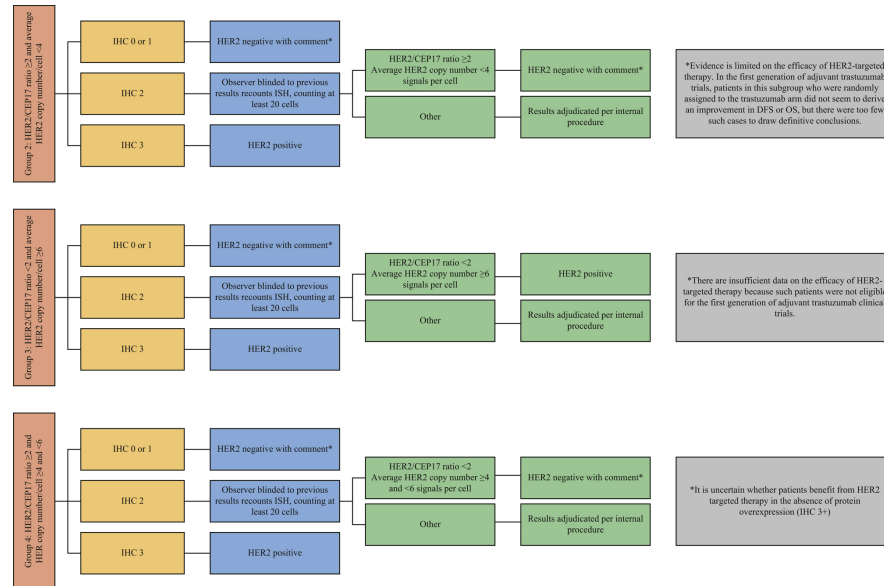 Group 2: HER2/CEP17 ratio ≥2 and average
HER2 copy number/cell <4
IHC 0 or 1
HER2 negative with comment*
IHC 2
Observer blinded to previous
results recounts ISH, counting at
least 20 cells
HER2/CEP17 ratio ≥2
Average HER2 copy number <4
signals per cell
HER2 negative with comment*
Other
Results adjudicated per internal
procedure
IHC 3
HER2 positive
*Evidence is limited on the efficacy of HER2-targeted
therapy. In the first generation of adjuvant trastuzumab
trials, patients in this subgroup who were randomly
assigned to the trastuzumab arm did not seem to derive
an improvement in DFS or OS, but there were too few
such cases to draw definitive conclusions.
Group 3: HER2/CEP17 ratio <2 and average
HER2 copy number/cell ≥6
IHC 0 or 1
HER2 negative with comment*
IHC 2
Observer blinded to previous
results recounts ISH, counting
at least 20 cells
HER2/CEP17 ratio <2
Average HER2 copy number ≥6
signals per cell
HER2 positive
Other
Results adjudicated per internal
procedure
IHC 3
HER2 positive
*There are insufficient data on the efficacy of HER2-
targeted therapy because such patients were not eligible
for the first generation of adjuvant trastuzumab clinical
trials.
Group 4: HER2/CEP17 ratio ≥2 and
HER copy number/cell ≥4 and <6
IHC 0 or 1
HER2 negative with comment*
IHC 2
Observer blinded to previous
results recounts ISH, counting at
least 20 cells
HER2/CEP17 ratio <2
Average HER2 copy number ≥4
and <6 signals per cell
HER2 negative with comment*
Other
Results adjudicated per internal
procedure
IHC 3
HER2 positive
*It is uncertain whether patients benefit from HER2
targeted therapy in the absence of protein
overexpression (IHC 3+)